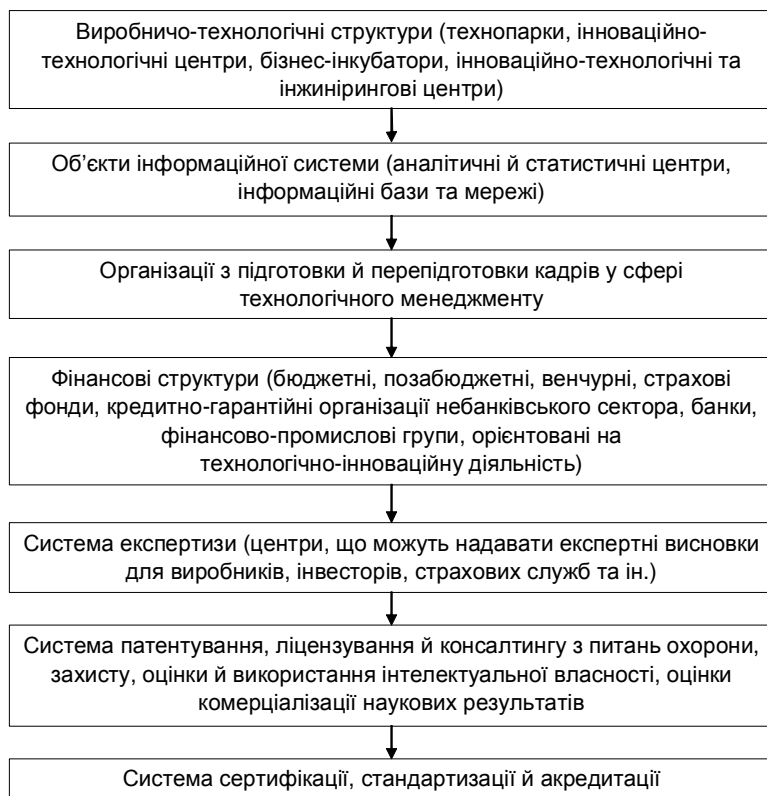 Виробничо-технологічні структури (технопарки, інноваційно-
технологічні центри, бізнес-інкубатори, інноваційно-технологічні та
інжинірингові центри)
Об’єкти інформаційної системи (аналітичні й статистичні центри,
інформаційні бази та мережі)
Організації з підготовки й перепідготовки кадрів у сфері
технологічного менеджменту
Фінансові структури (бюджетні, позабюджетні, венчурні, страхові
фонди, кредитно-гарантійні організації небанківського сектора, банки,
фінансово-промислові групи, орієнтовані на
технологічно-інноваційну діяльність)
Система експертизи (центри, що можуть надавати експертні висновки
для виробників, інвесторів, страхових служб та ін.)
Система патентування, ліцензування й консалтингу з питань охорони,
захисту, оцінки й використання інтелектуальної власності, оцінки
комерціалізації наукових результатів
Система сертифікації, стандартизації й акредитації